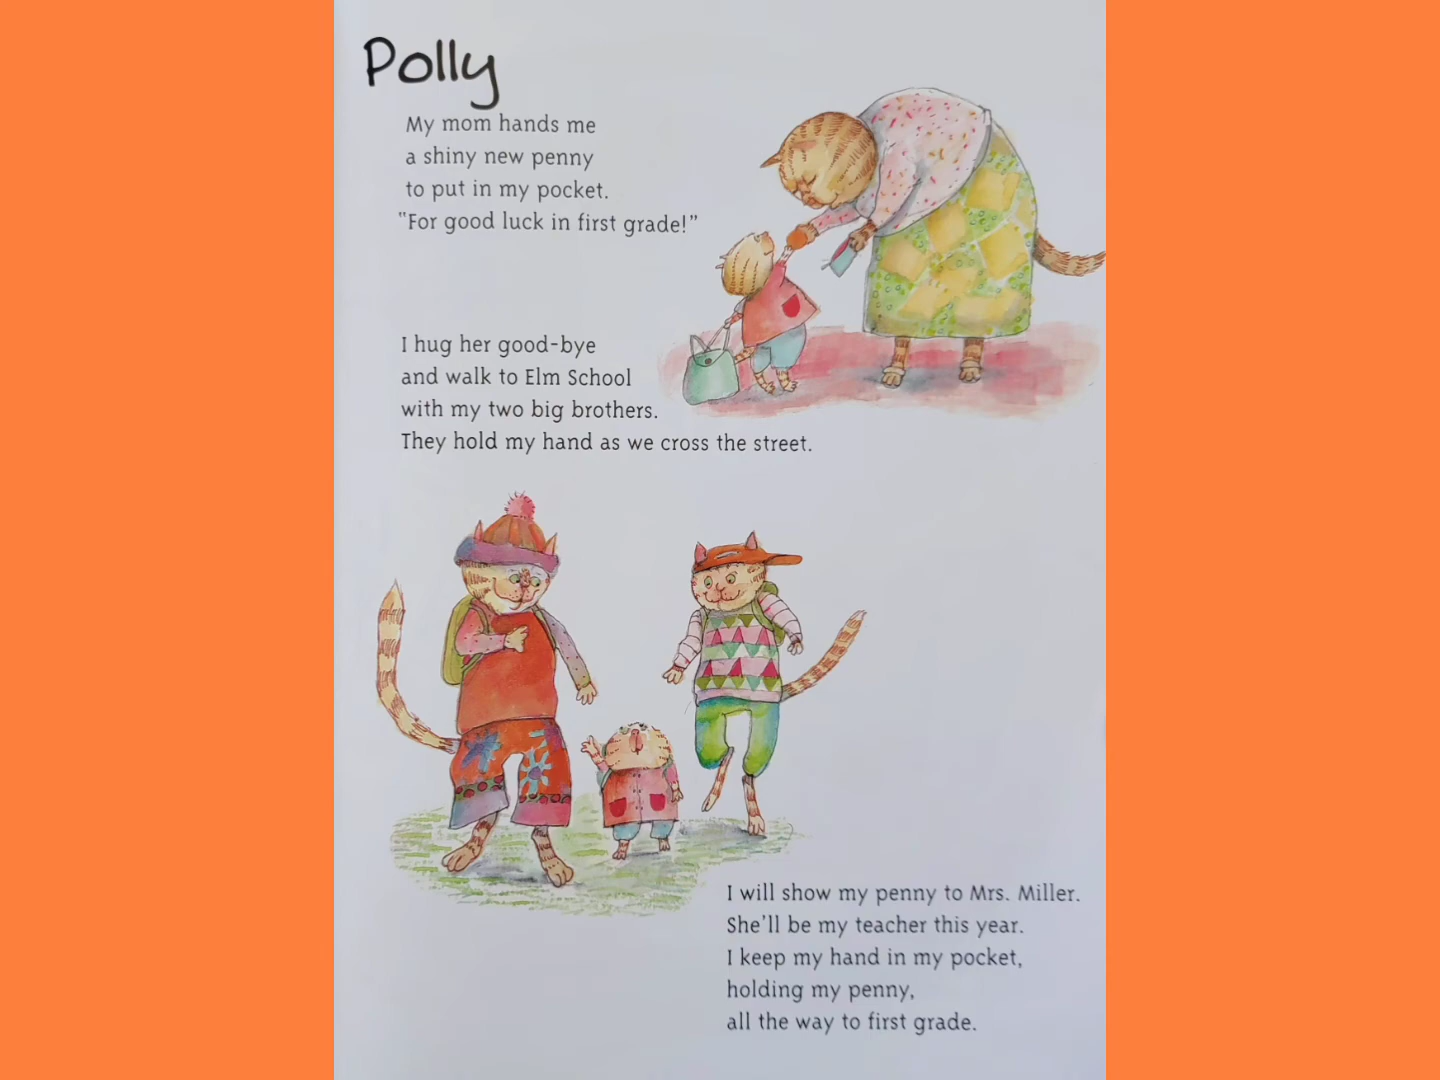 Polly
My mom hands me
a shiny new penny
to put in my pocket.
"For good luck in first grade!"
I hug her good-bye
and walk to Elm School
with my two big brothers.
They hold my hand as we cross the street.
I will show my penny to Mrs. Miller.
She'll be my teacher this year.
I keep my hand in my pocket,
holding my penny,
all the way to first grade.